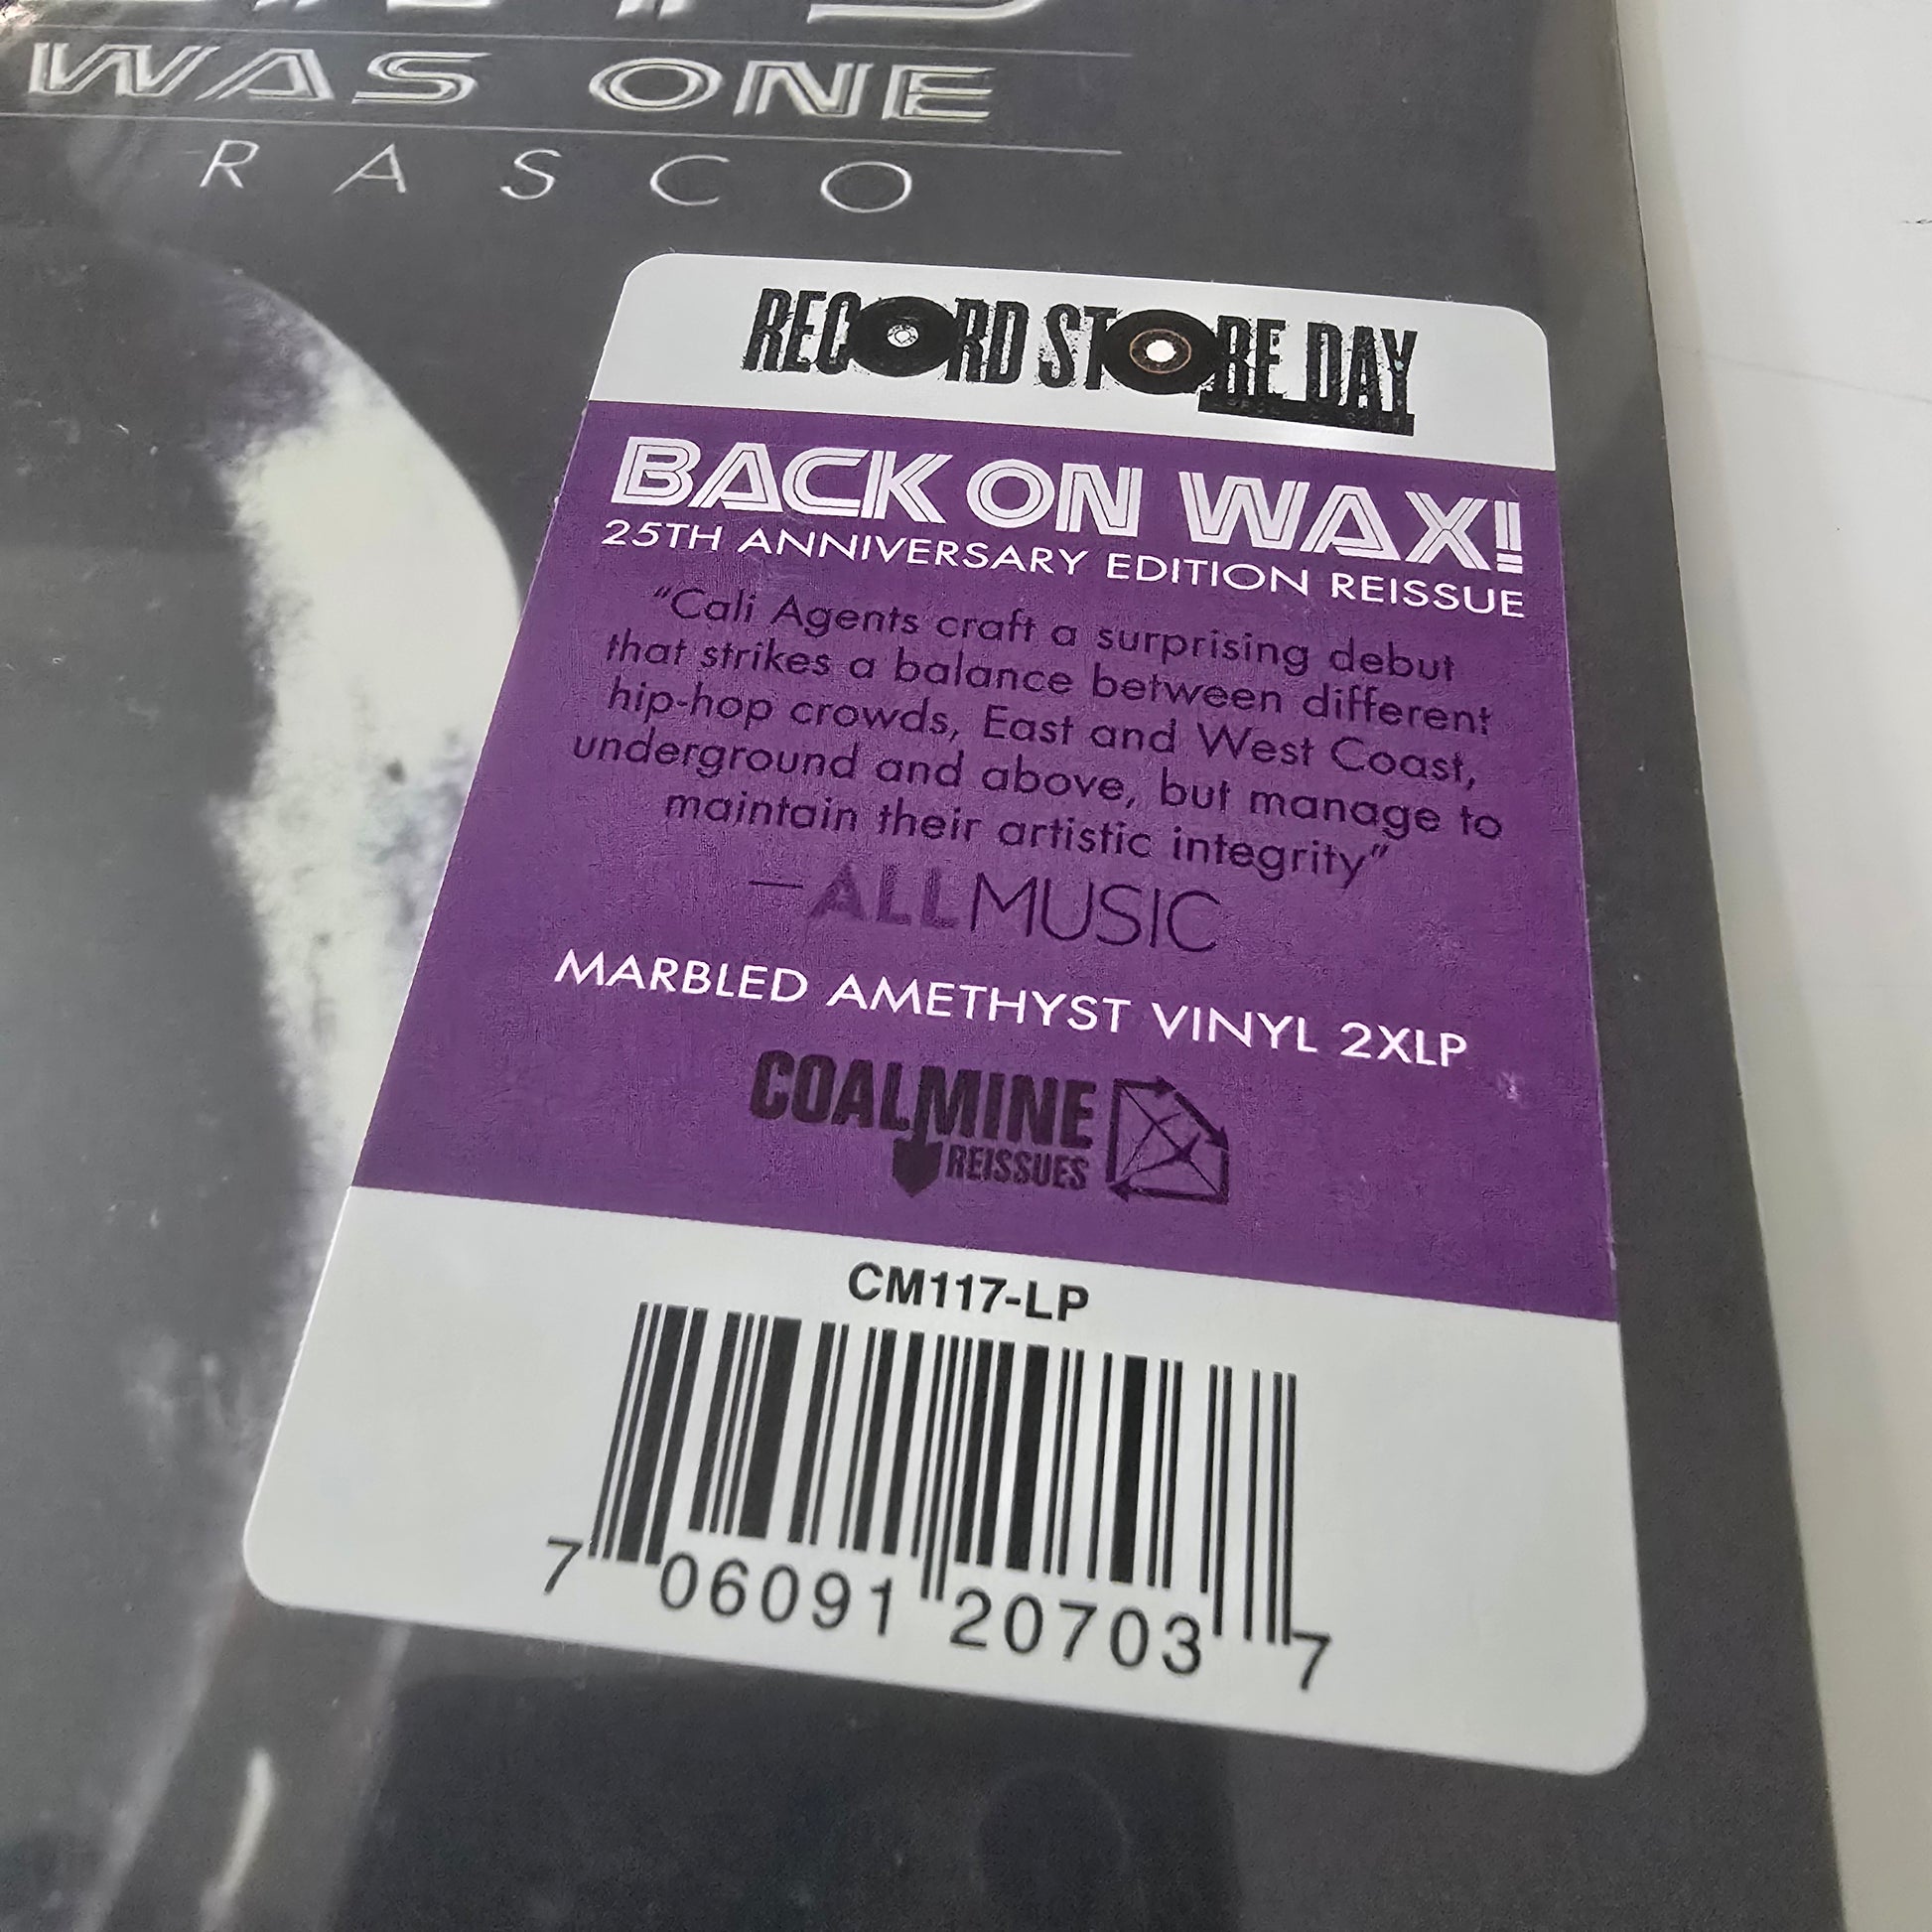 WAS ONE
RASCO
RECORD STORE DAY
BACK ON WAX!
25TH ANNIVERSARY EDITION REISSUE
“Cali Agents craft a surprising debut
that strikes a balance between different
hip-hop crowds, East and West Coast,
underground and above, but manage to
maintain their artistic integrity”
—ALLMUSIC
MARBLED AMETHYST VINYL 2XLP
COALMINE
REISSUES
CM117-LP
7 06091 20703 7